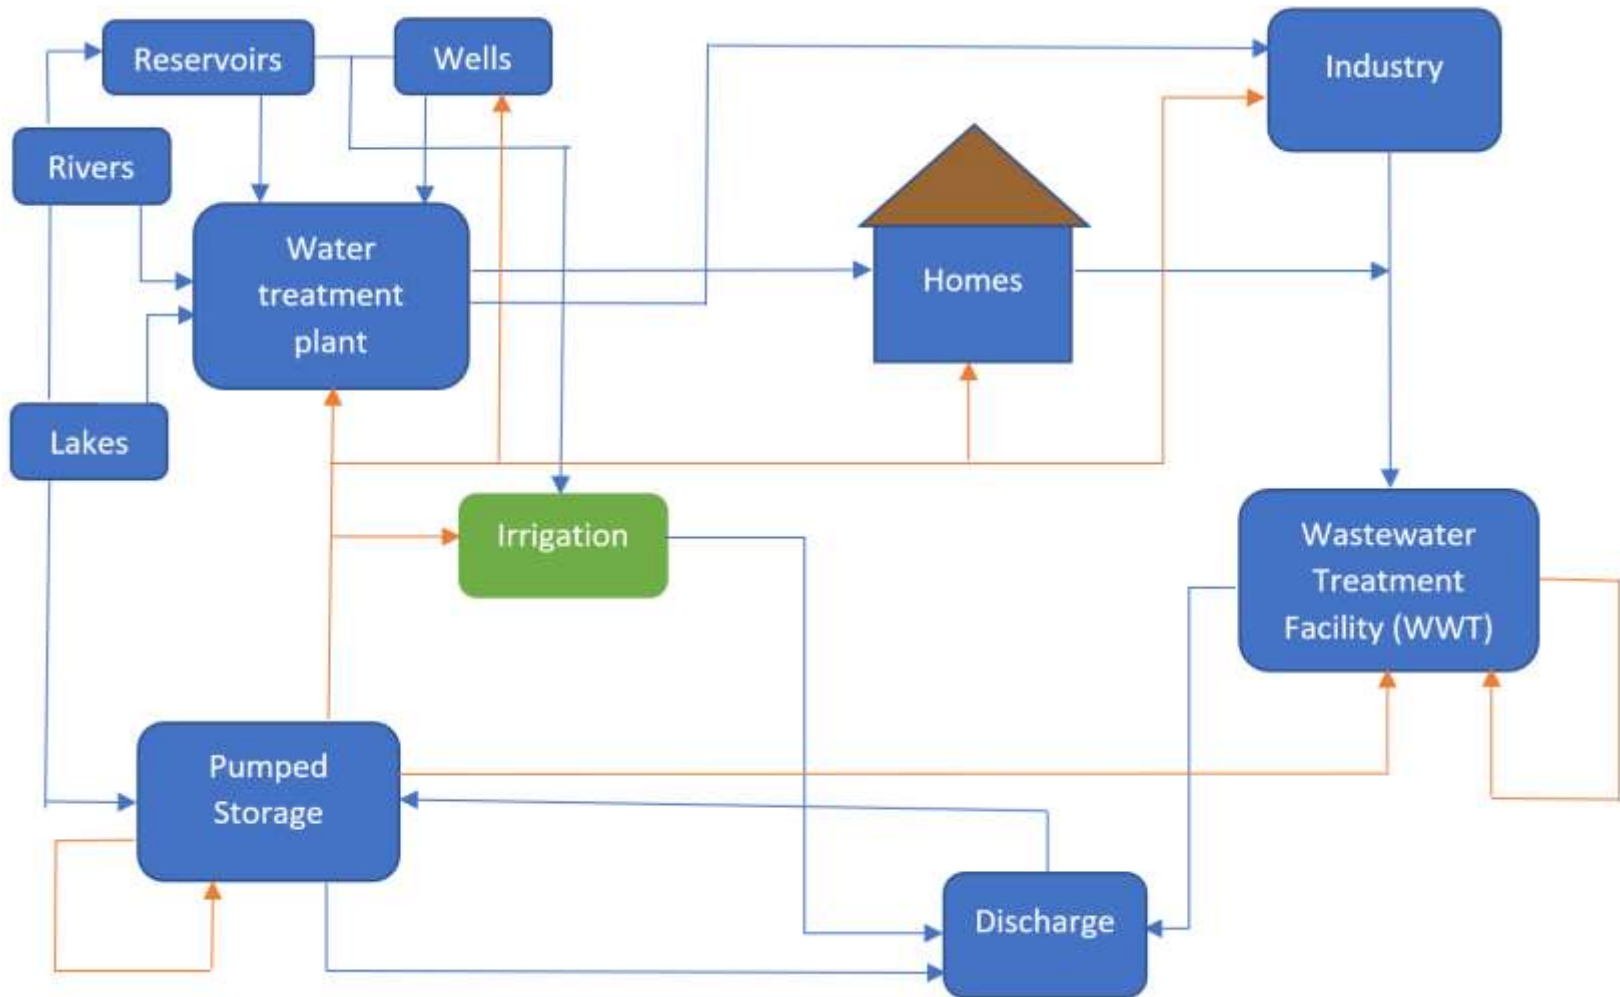 Reservoirs
Wells
Industry
Rivers
Water
treatment
plant
Homes
Lakes
Irrigation
Wastewater
Treatment
Facility (WWT)
Pumped
Storage
Discharge